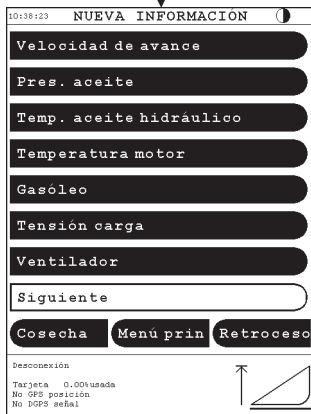 10:38:23 NUEVA INFORMACIÓN
Velocidad de avance
Pres. aceite
Temp. aceite hidráulico
Temperatura motor
Gasóleo
Tensión carga
Ventilador
Siguiente
Cosecha Menú prin Retroceso
Desconexión
Tarjeta 0.00%usada
No GPS posición
No DGPS señal